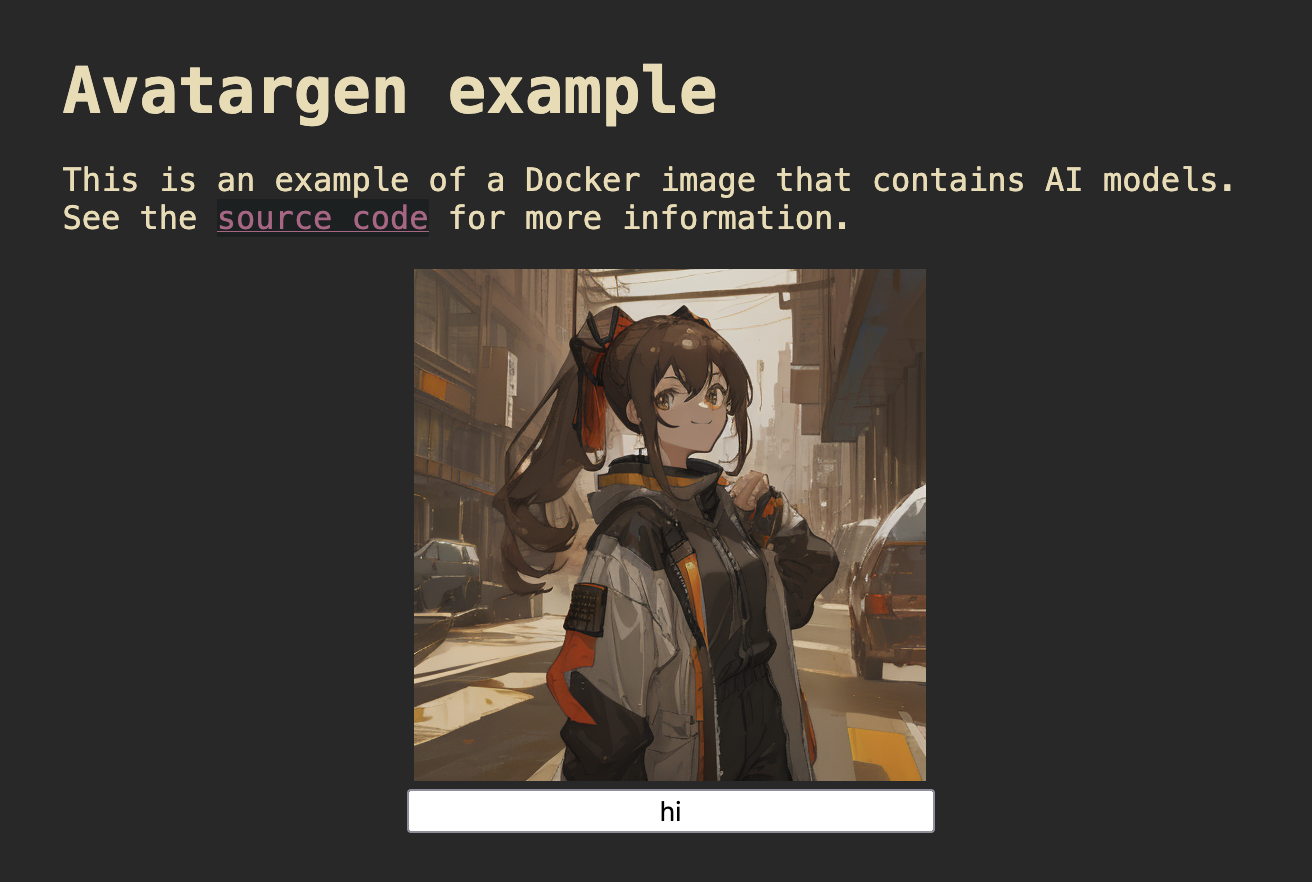 Avatargen example
This is an example of a Docker image that contains AI models.
See the source code for more information.
hi